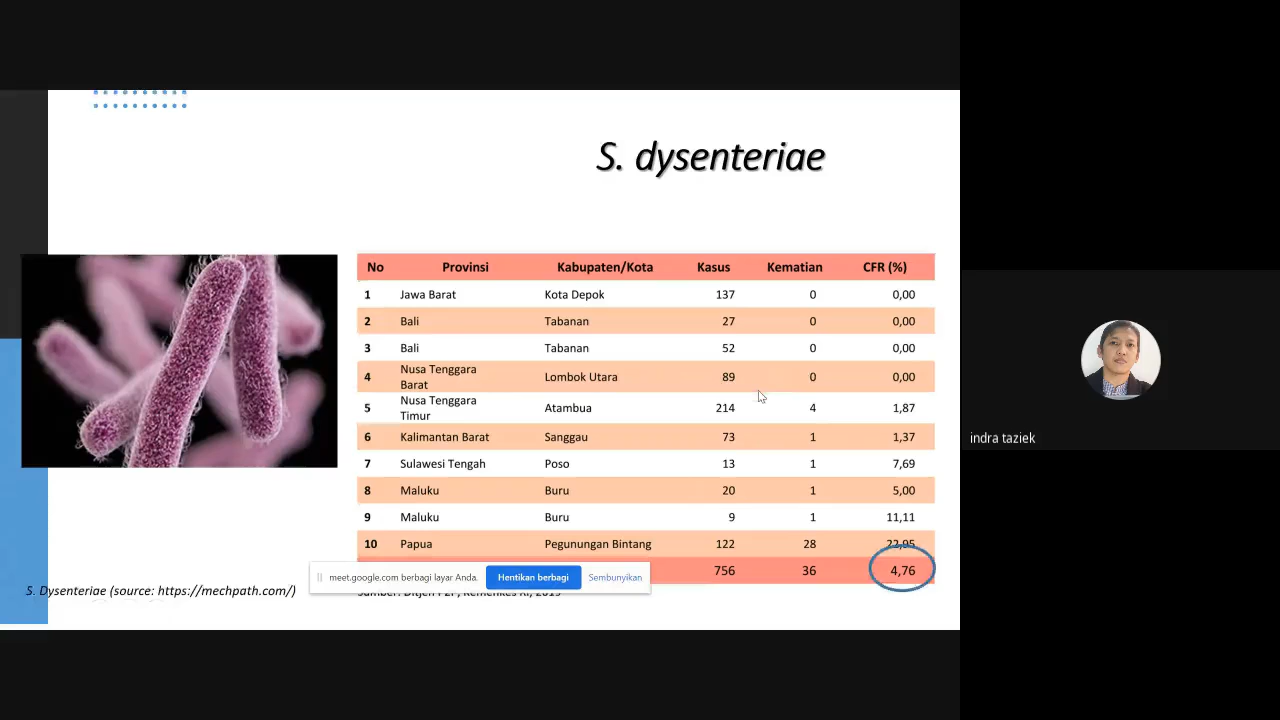 S. dysenteriae
No Provinsi Kabupaten/Kota Kasus Kematian CFR (%)
1 Jawa Barat Kota Depok 137 0 0,00
2 Bali Tabanan 27 0 0,00
3 Bali Tabanan 52 0 0,00
4 Nusa Tenggara Barat Lombok Utara 89 0 0,00
5 Nusa Tenggara Timur Atambua 214 4 1,87
6 Kalimantan Barat Sanggau 73 1 1,37
7 Sulawesi Tengah Poso 13 1 7,69
8 Maluku Buru 20 1 5,00
9 Maluku Buru 9 1 11,11
10 Papua Pegunungan Bintang 122 28 22,95
756 36 4,76
meet.google.com berbagi layar Anda. Hentikan berbagi Sembunyikan
S. Dysenteriae (source: https://mechpath.com/)
indra taziek